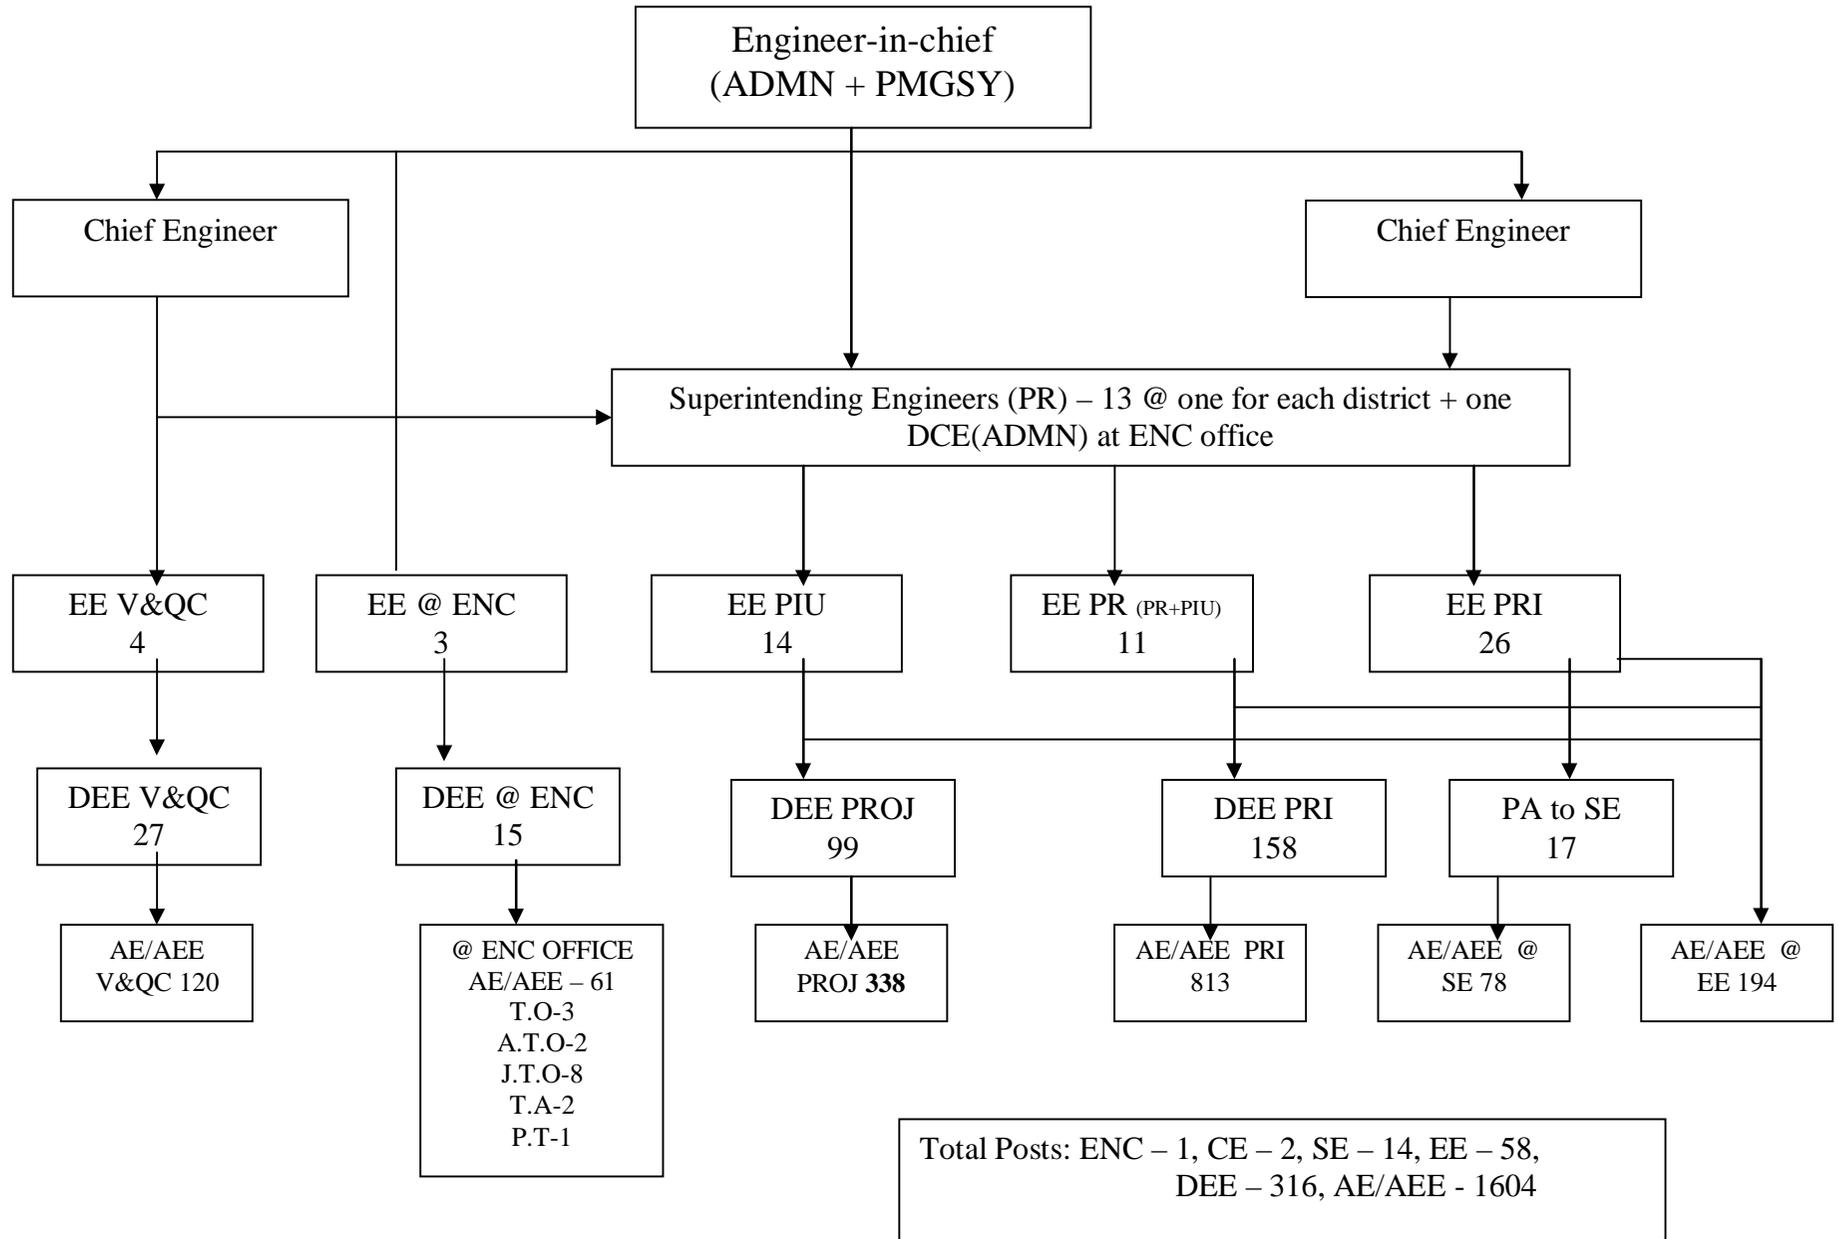 Engineer-in-chief
(ADMN + PMGSY)
Chief Engineer
Chief Engineer
Superintending Engineers (PR) – 13 @ one for each district + one
DCE(ADMN) at ENC office
EE V&QC
4
EE @ ENC
3
EE PIU
14
EE PR (PR+PIU)
11
EE PRI
26
DEE V&QC
27
DEE @ ENC
15
DEE PROJ
99
DEE PRI
158
PA to SE
17
AE/AEE
V&QC 120
@ ENC OFFICE
AE/AEE – 61
T.O-3
A.T.O-2
J.T.O-8
T.A-2
P.T-1
AE/AEE
PROJ 338
AE/AEE PRI
813
AE/AEE @
SE 78
AE/AEE @
EE 194
Total Posts: ENC – 1, CE – 2, SE – 14, EE – 58,
DEE – 316, AE/AEE - 1604